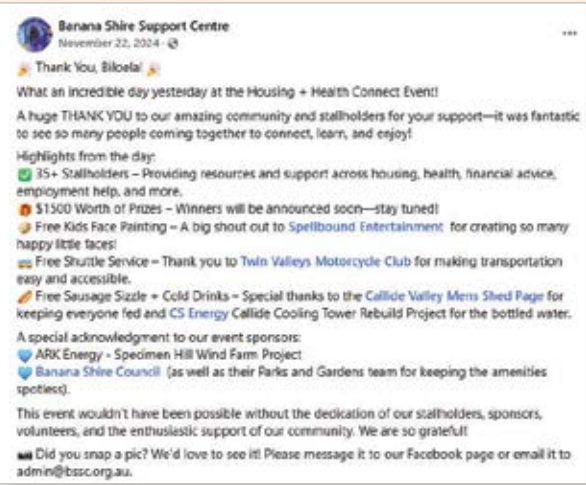 Banana Shire Support Centre
November 22, 2024 ·
🎉 Thank You, Biloela! 🎉
What an incredible day yesterday at the Housing + Health Connect Event!
A huge THANK YOU to our amazing community and stallholders for your support—it was fantastic
to see so many people coming together to connect, learn, and enjoy!
Highlights from the day:
✅ 35+ Stallholders – Providing resources and support across housing, health, financial advice,
employment help, and more.
🎁 $1500 Worth of Prizes – Winners will be announced soon—stay tuned!
🎨 Free Kids Face Painting – A big shout out to Spellbound Entertainment for creating so many
happy little faces!
🚌 Free Shuttle Service – Thank you to Twin Valleys Motorcycle Club for making transportation
easy and accessible.
🌭 Free Sausage Sizzle + Cold Drinks – Special thanks to the Callide Valley Mens Shed Page for
keeping everyone fed and CS Energy Callide Cooling Tower Rebuild Project for the bottled water.
A special acknowledgment to our event sponsors:
💙 ARK Energy - Specimen Hill Wind Farm Project
💙 Banana Shire Council (as well as their Parks and Gardens team for keeping the amenities
spotless).
This event wouldn't have been possible without the dedication of our stallholders, sponsors,
volunteers, and the enthusiastic support of our community. We are so grateful!
📸 Did you snap a pic? We'd love to see it! Please message it to our Facebook page or email it to
admin@bssc.org.au.